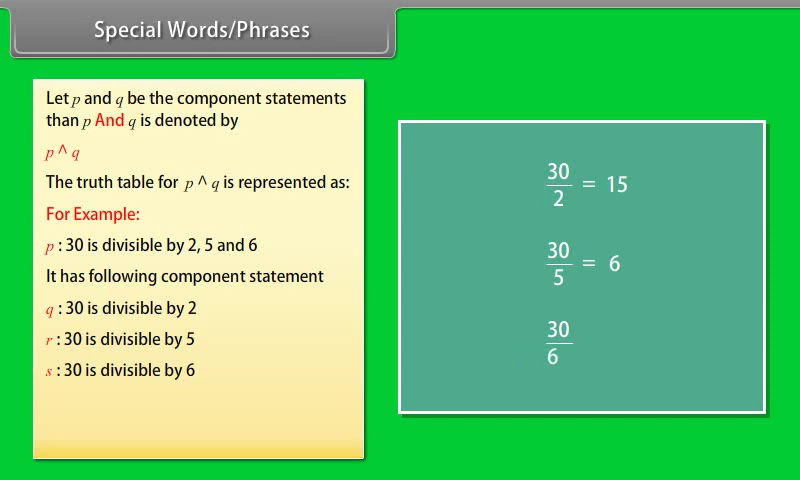 Special Words/Phrases
Let p and q be the component statements
than p And q is denoted by
p ^ q
The truth table for p ^ q is represented as:
For Example:
p : 30 is divisible by 2, 5 and 6
It has following component statement
q : 30 is divisible by 2
r : 30 is divisible by 5
s : 30 is divisible by 6
30/2 = 15
30/5 = 6
30/6